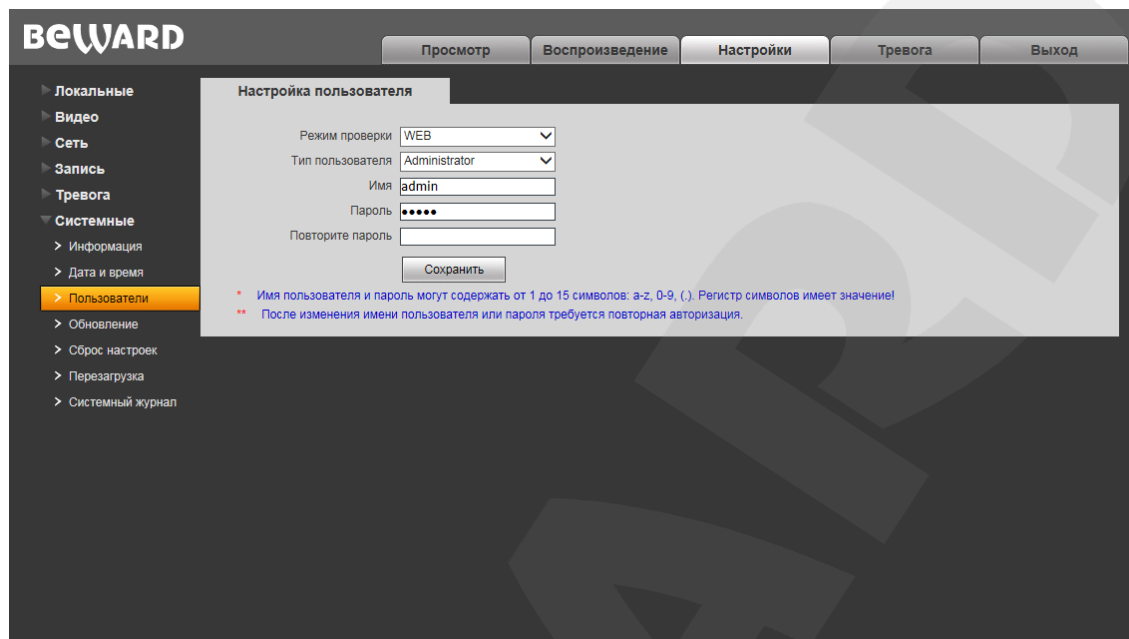 BEWARD
Просмотр
Воспроизведение
Настройки
Тревога
Выход
Локальные
Видео
Сеть
Запись
Тревога
Системные
Информация
Дата и время
Пользователи
Обновление
Сброс настроек
Перезагрузка
Системный журнал
Настройка пользователя
Режим проверки WEB
Тип пользователя Administrator
Имя admin
Пароль •••••
Повторите пароль
Сохранить
* Имя пользователя и пароль могут содержать от 1 до 15 символов: a-z, 0-9, (.). Регистр символов имеет значение!
** После изменения имени пользователя или пароля требуется повторная авторизация.